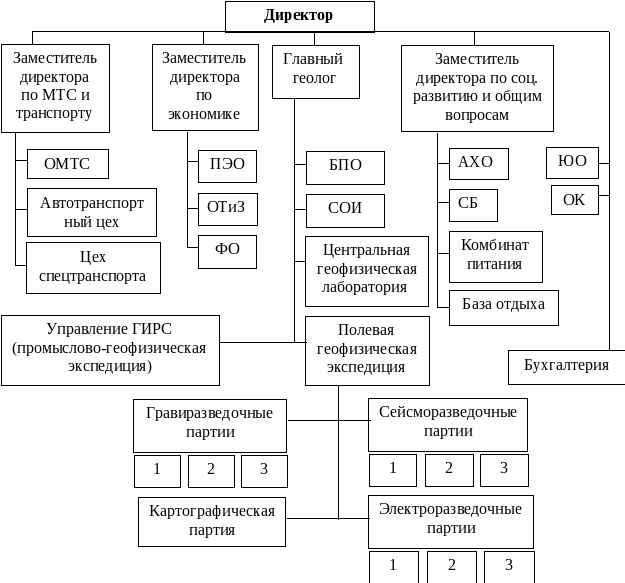 Директор
Заместитель
директора
по МТС и
транспорту
Заместитель
директора
по
экономике
Главный
геолог
Заместитель
директора по соц.
развитию и общим
вопросам
ОМТС
Автотранспорт
ный цех
Цех
спецтранспорта
ПЭО
ОТиЗ
ФО
БПО
СОИ
Центральная
геофизическая
лаборатория
АХО
СБ
Комбинат
питания
База отдыха
ЮО
ОК
Управление ГИРС
(промыслово-геофизическая
экспедиция)
Полевая
геофизическая
экспедиция
Бухгалтерия
Гравиразведочные
партии
1 2 3
Сейсморазведочные
партии
1 2 3
Картографическая
партия
Электроразведочные
партии
1 2 3